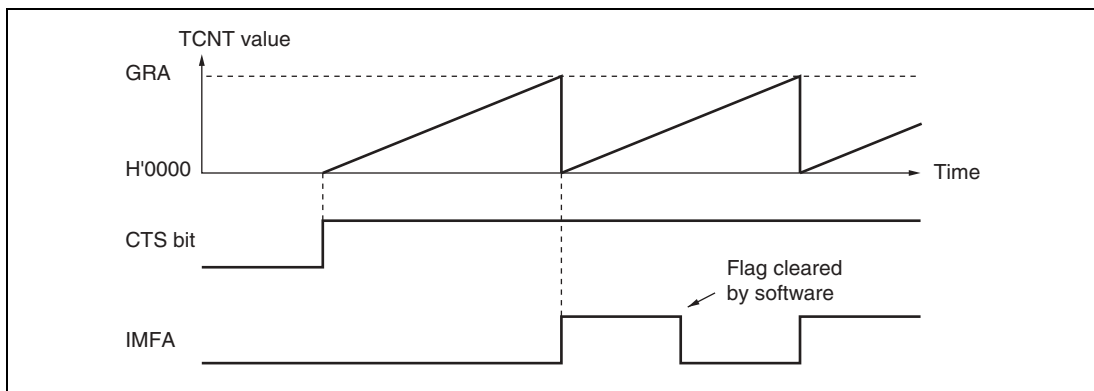 TCNT value
GRA
H'0000
Time
CTS bit
Flag cleared
by software
IMFA